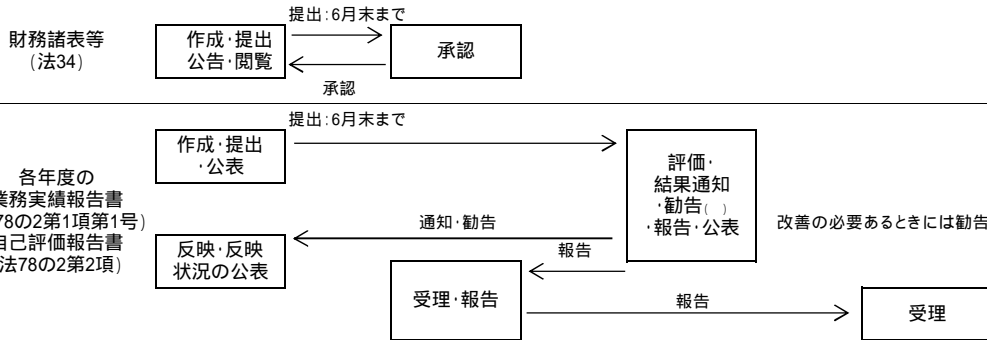 財務諸表等
(法34)
作成・提出
公告・閲覧
提出：6月末まで
承認
承認
各年度の
業務実績報告書
78の2第1項第1号)
自己評価報告書
法78の2第2項)
作成・提出
・公表
提出：6月末まで
評価・
結果通知
・勧告( )
・報告・公表
改善の必要あるときには勧告
通知・勧告
反映・反映
状況の公表
報告
受理・報告
報告
受理